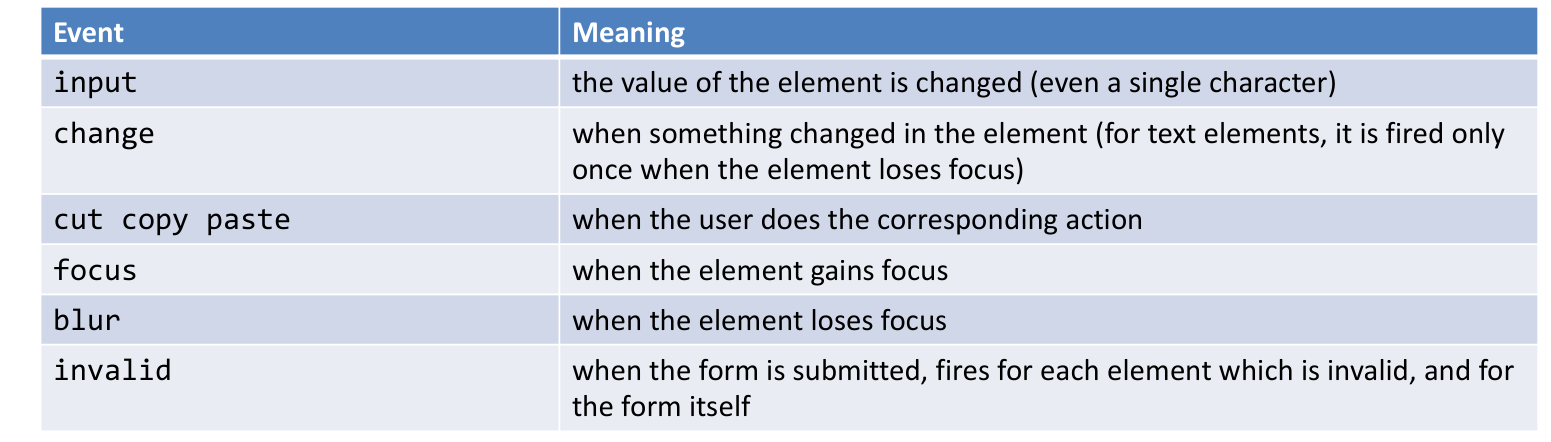 Event Meaning
input the value of the element is changed (even a single character)
change when something changed in the element (for text elements, it is fired only
once when the element loses focus)
cut copy paste when the user does the corresponding action
focus when the element gains focus
blur when the element loses focus
invalid when the form is submitted, fires for each element which is invalid, and for
the form itself